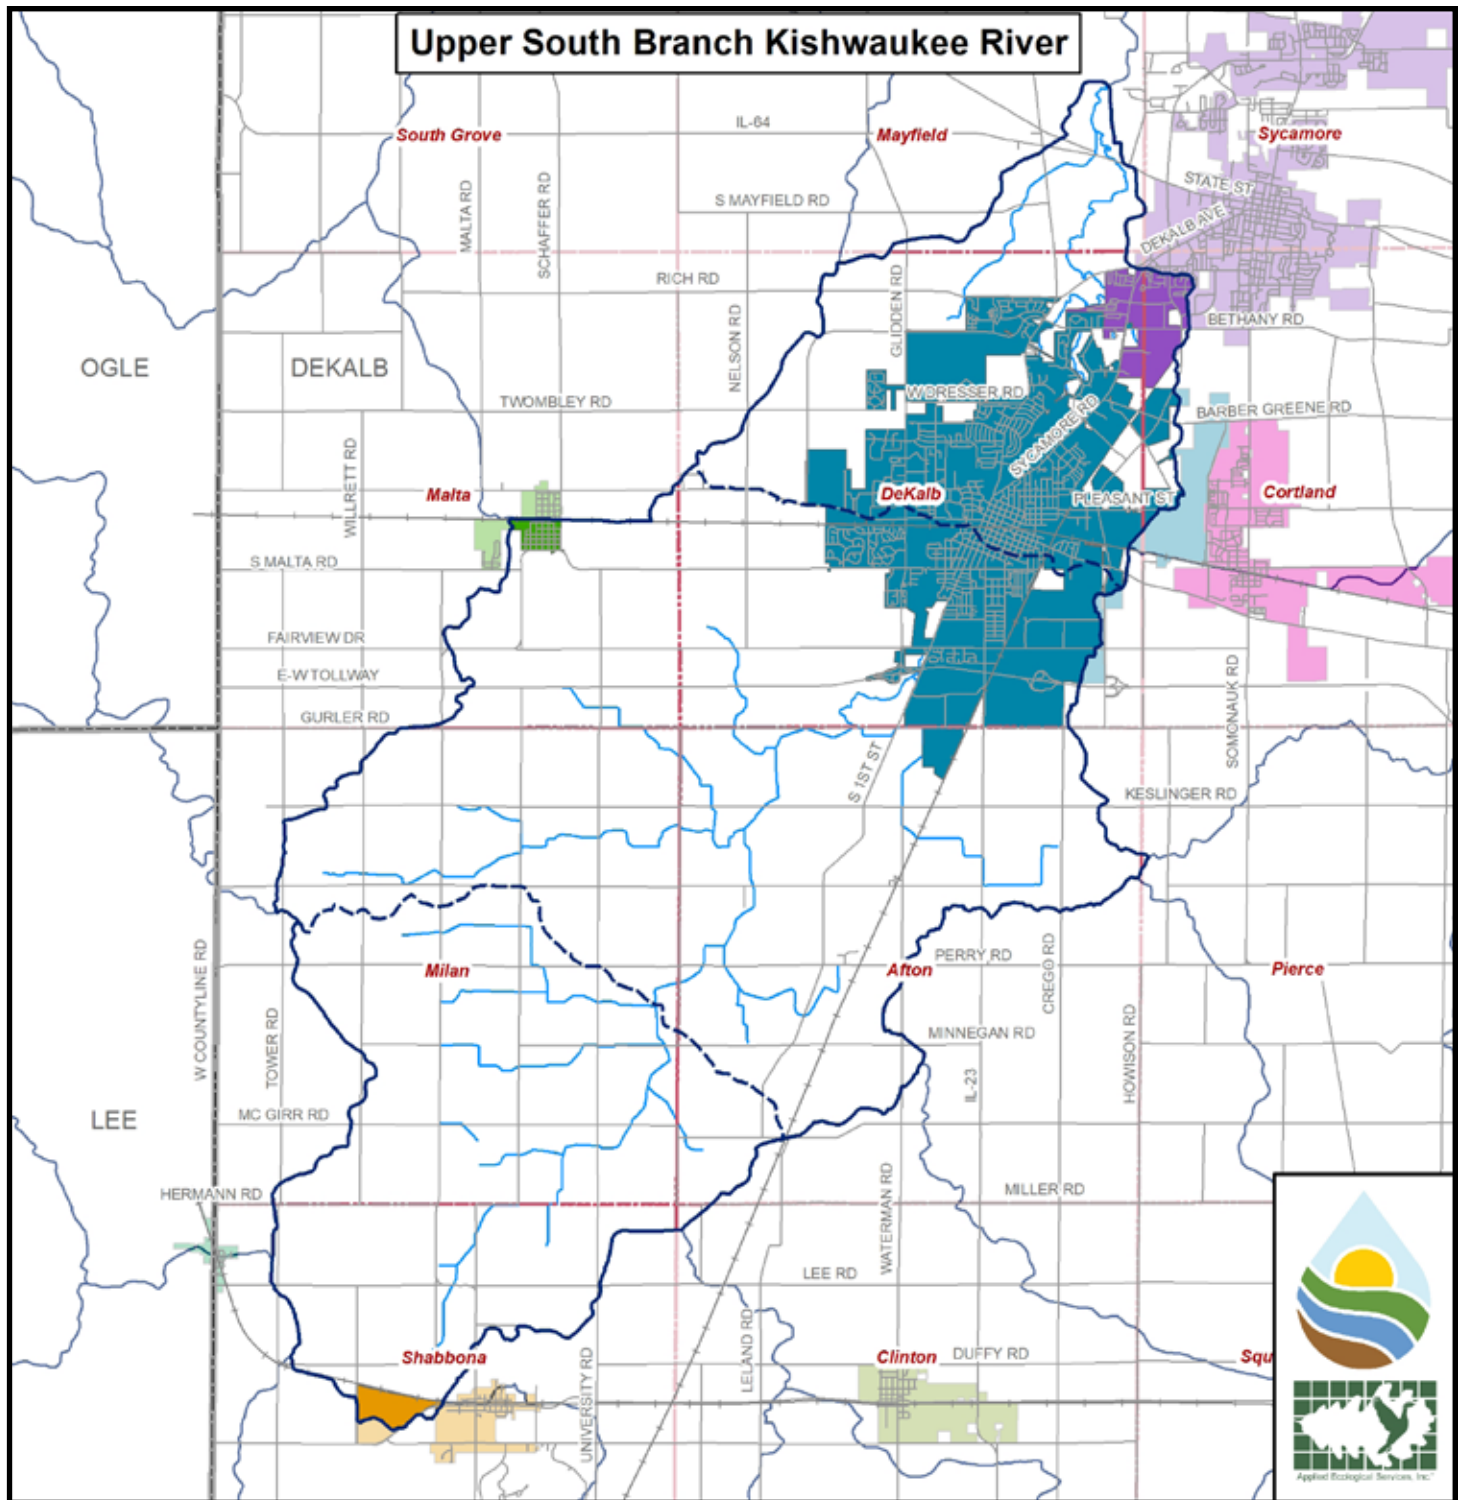 Upper South Branch Kishwaukee River
South Grove
IL-64
Mayfield
Sycamore
STATE ST
MALTA RD
SCHAFFER RD
S MAYFIELD RD
DEKALB AVE
RICH RD
GLIDDEN RD
BETHANY RD
NELSON RD
OGLE
DEKALB
W DRESSER RD
TWOMBLEY RD
SYCAMORE RD
BARBER GREENE RD
WILLRETT RD
Malta
DeKalb
PLEASANT ST
Cortland
S MALTA RD
FAIRVIEW DR
E-W TOLLWAY
GURLER RD
SOMONAUK RD
S 1ST ST
KESLINGER RD
W COUNTYLINE RD
Milan
PERRY RD
Afton
CREGO RD
Pierce
TOWER RD
MINNEGAN RD
HOWISON RD
IL-23
LEE
MC GIRR RD
HERMANN RD
MILLER RD
WATERMAN RD
LEE RD
LELAND RD
Shabbona
UNIVERSITY RD
Clinton
DUFFY RD
Squ
Applied Ecological Services, Inc.